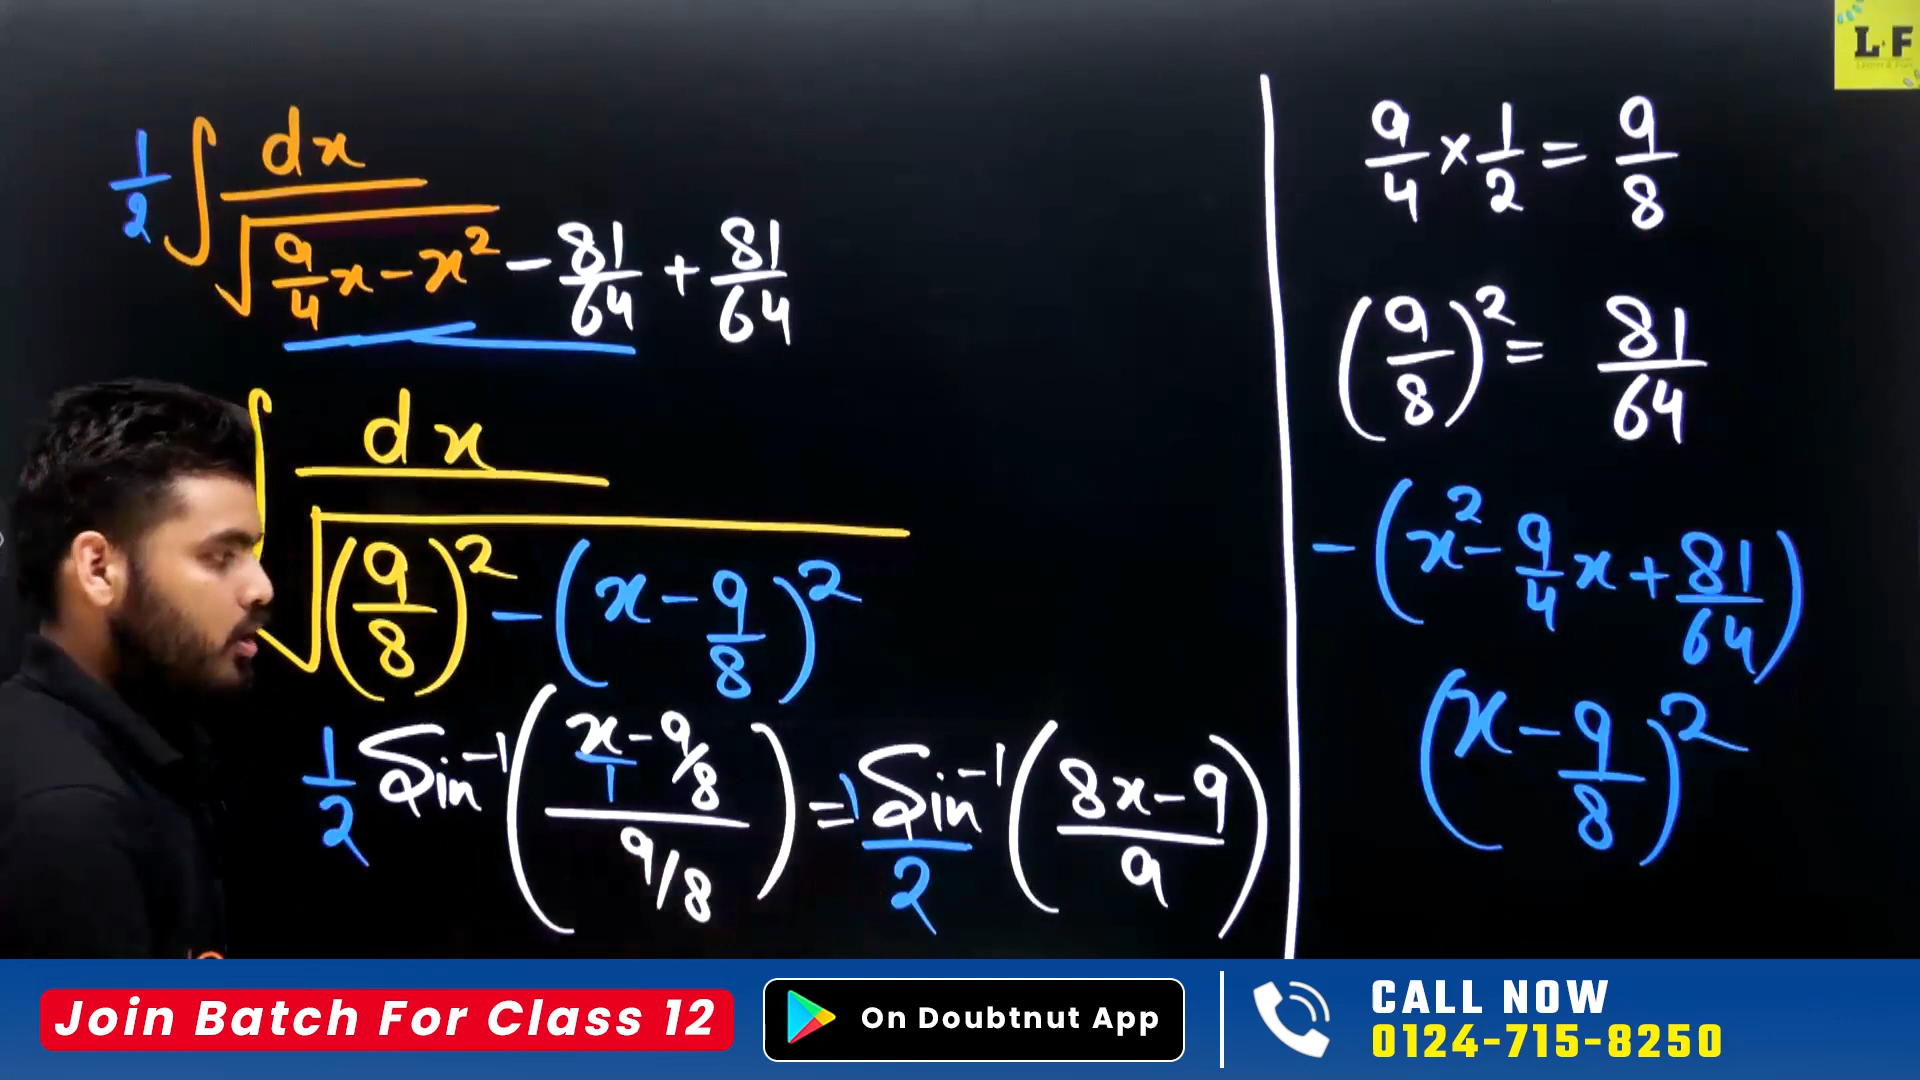 L F
1/2 ∫ dx / √(9/4 x - x² - 81/64 + 81/64)
∫ dx / √((9/8)² - (x - 9/8)²)
1/2 Sin⁻¹((x - 9/8) / (9/8)) = 1/2 Sin⁻¹((8x - 9) / 9)
9/4 × 1/2 = 9/8
(9/8)² = 81/64
-(x² - 9/4 x + 81/64)
(x - 9/8)²
Join Batch For Class 12
On Doubtnut App
CALL NOW
0124-715-8250